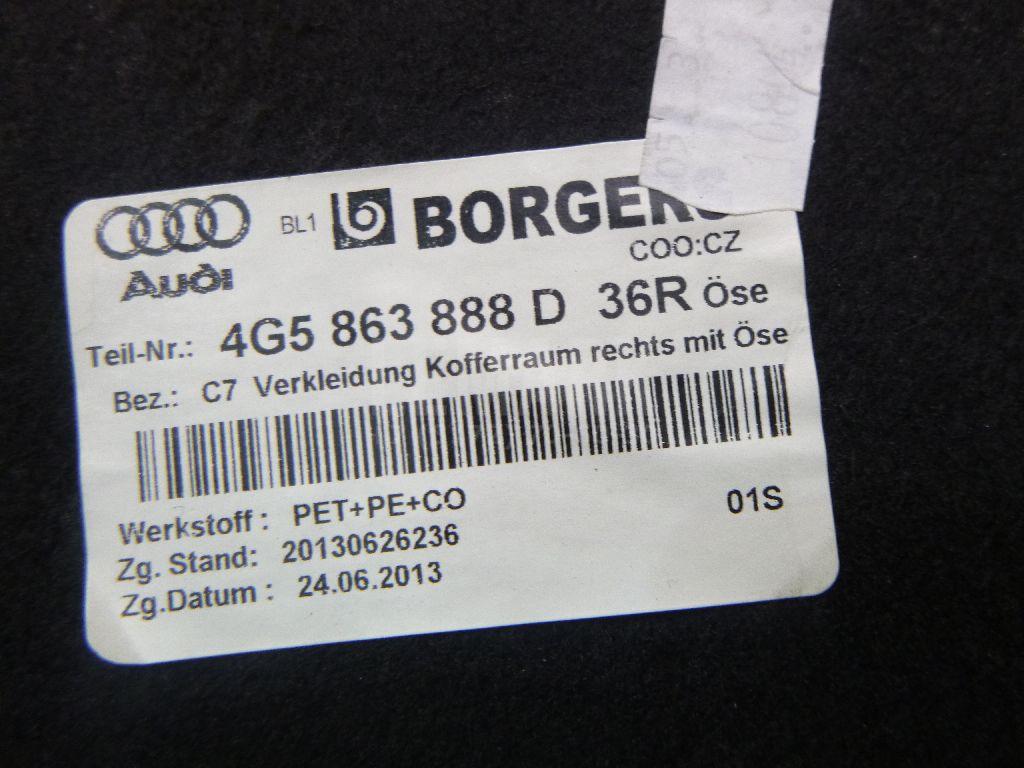 BL1 BORGERS
Audi
COO:CZ
Teil-Nr.: 4G5 863 888 D 36R Öse
Bez.: C7 Verkleidung Kofferraum rechts mit Öse
Werkstoff : PET+PE+CO 01S
Zg. Stand: 20130626236
Zg.Datum : 24.06.2013